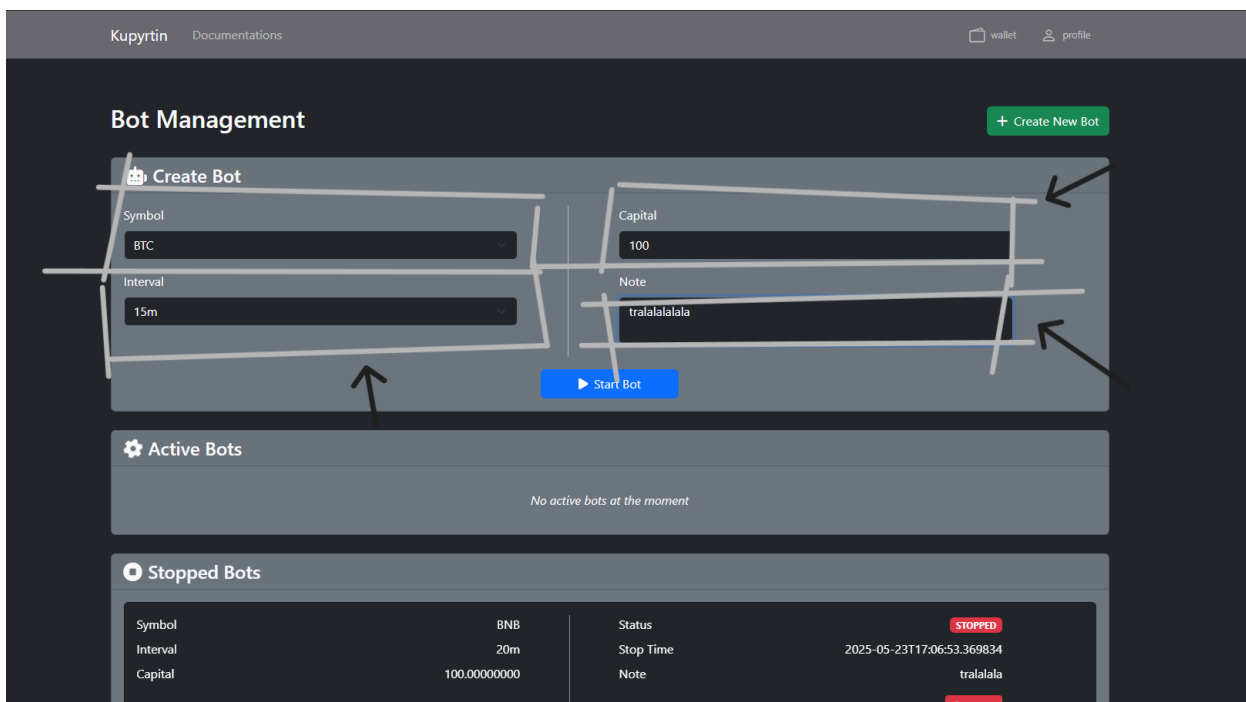 Kupyrtin Documentations wallet profile
Bot Management + Create New Bot
Create Bot
Symbol Capital
BTC 100
Interval Note
15m tralalalalala
Start Bot
Active Bots
No active bots at the moment
Stopped Bots
Symbol BNB Status STOPPED
Interval 20m Stop Time 2025-05-23T17:06:53.369834
Capital 100.00000000 Note tralalala